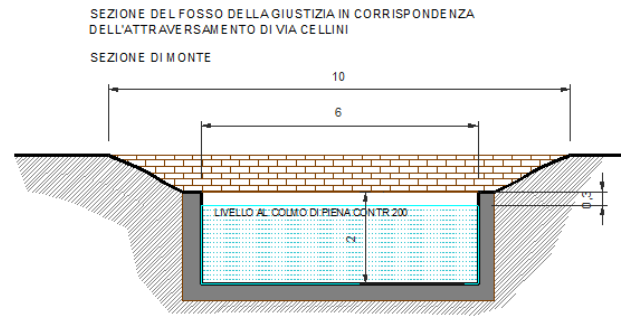 SEZIONE DEL FOSSO DELLA GIUSTIZIA IN CORRISPONDENZA
DELL'ATTRAVERSAMENTO DI VIA CELLINI
SEZIONE DI MONTE
10
6
0,3
LIVELLO AL COLMO DI PIENA CON TR 200
2